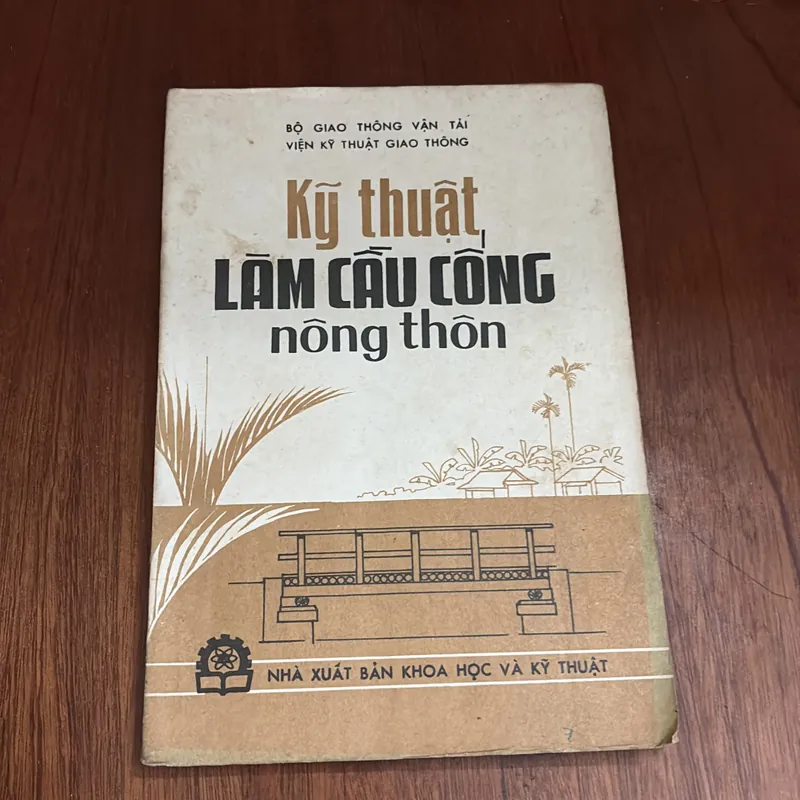 BỘ GIAO THÔNG VẬN TẢI
VIỆN KỸ THUẬT GIAO THÔNG
Kỹ thuật
LÀM CẦU CỐNG
nông thôn
NHÀ XUẤT BẢN KHOA HỌC VÀ KỸ THUẬT
7